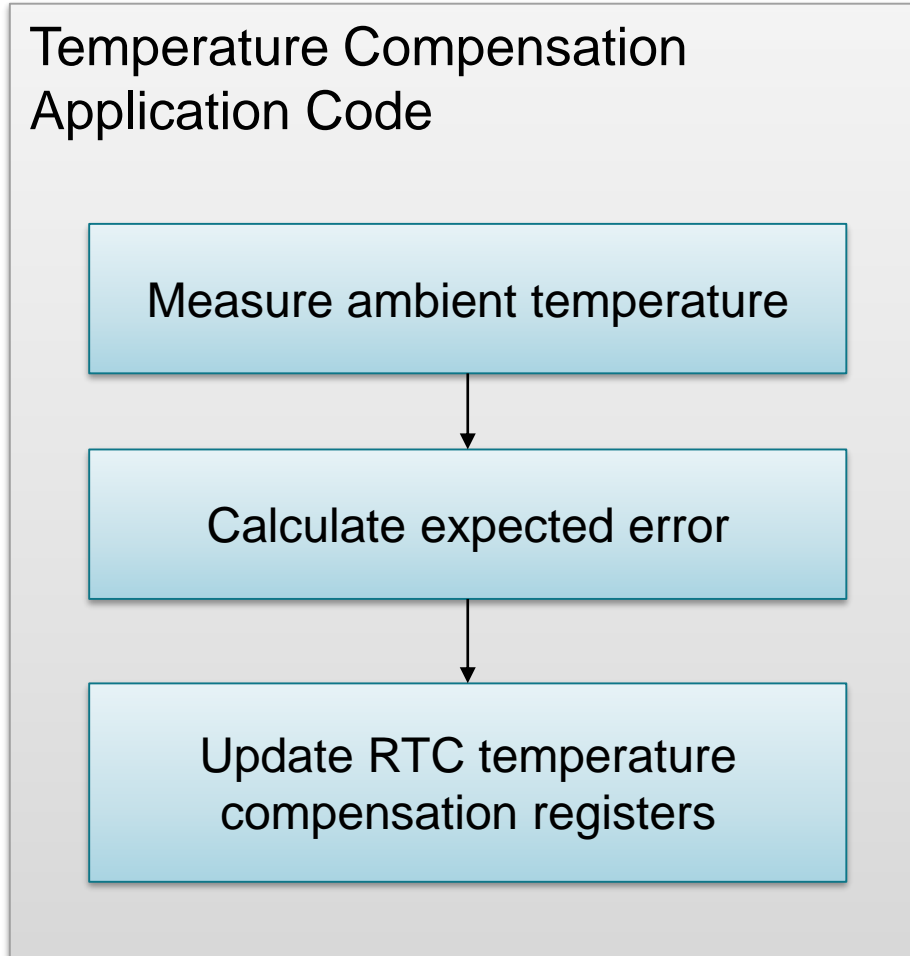 Temperature Compensation
Application Code
Measure ambient temperature
Calculate expected error
Update RTC temperature
compensation registers